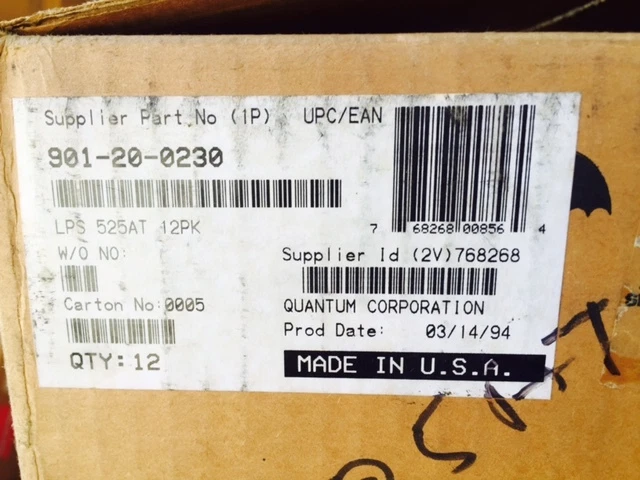 Supplier Part No (1P) UPC/EAN
901-20-0230
LPS 525AT 12PK
7 68268 00856 4
W/O NO:
Supplier Id (2V)768268
Carton No:0005
QUANTUM CORPORATION
Prod Date: 03/14/94
QTY: 12
MADE IN U.S.A.